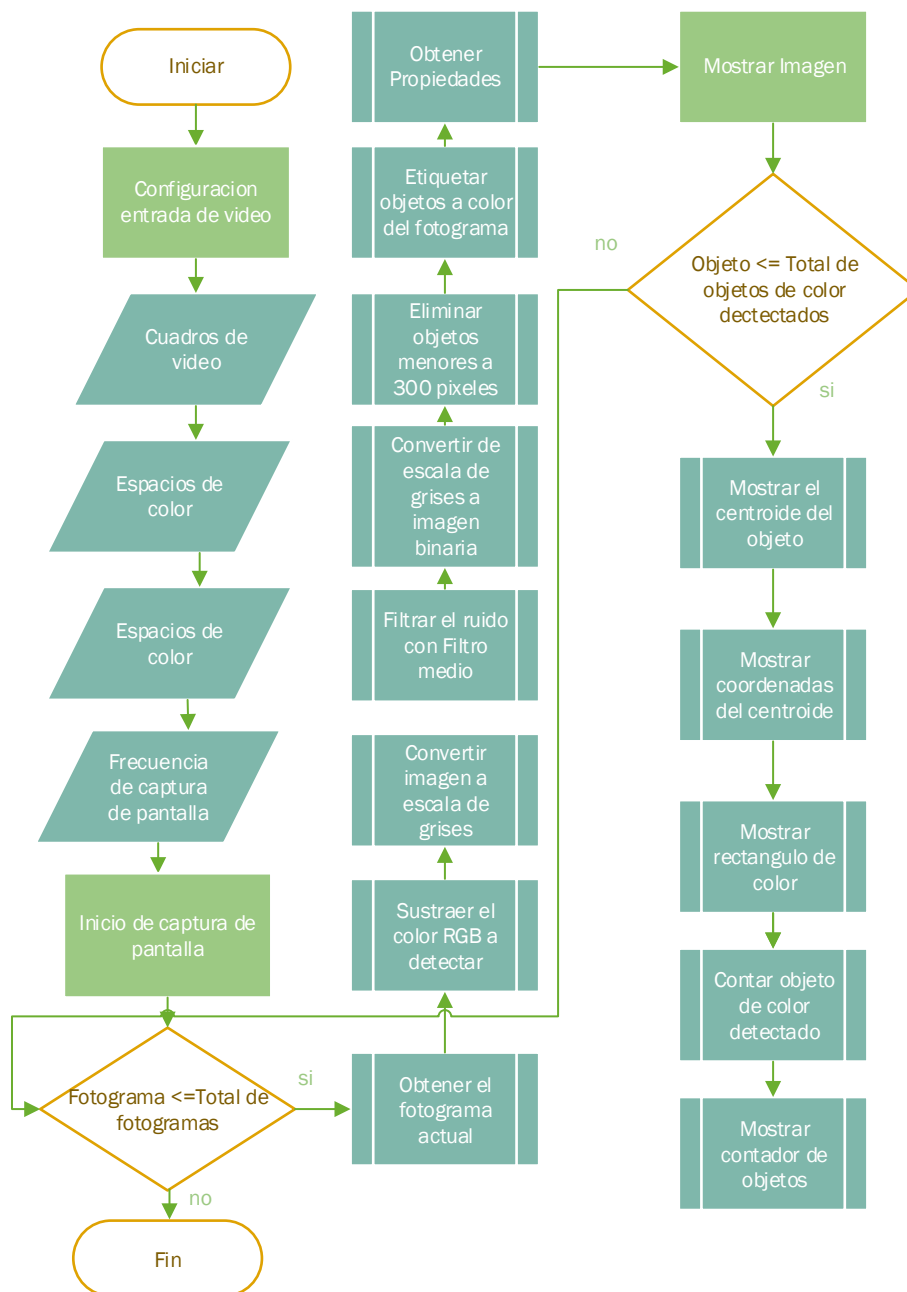 Iniciar
Configuracion
entrada de video
Cuadros de
video
Espacios de
color
Espacios de
color
Frecuencia
de captura
de pantalla
Inicio de captura de
pantalla
Fotograma <=Total de
fotogramas
si
no
Fin
Obtener el
fotograma
actual
Sustraer el
color RGB a
detectar
Convertir
imagen a
escala de
grises
Filtrar el ruido
con Filtro
medio
Convertir de
escala de
grises a
imagen
binaria
Eliminar
objetos
menores a
300 pixeles
Etiquetar
objetos a color
del fotograma
Obtener
Propiedades
Mostrar Imagen
Objeto <= Total de
objetos de color
dectectados
no
si
Mostrar el
centroide del
objeto
Mostrar
coordenadas
del centroide
Mostrar
rectangulo de
color
Contar objeto
de color
detectado
Mostrar
contador de
objetos